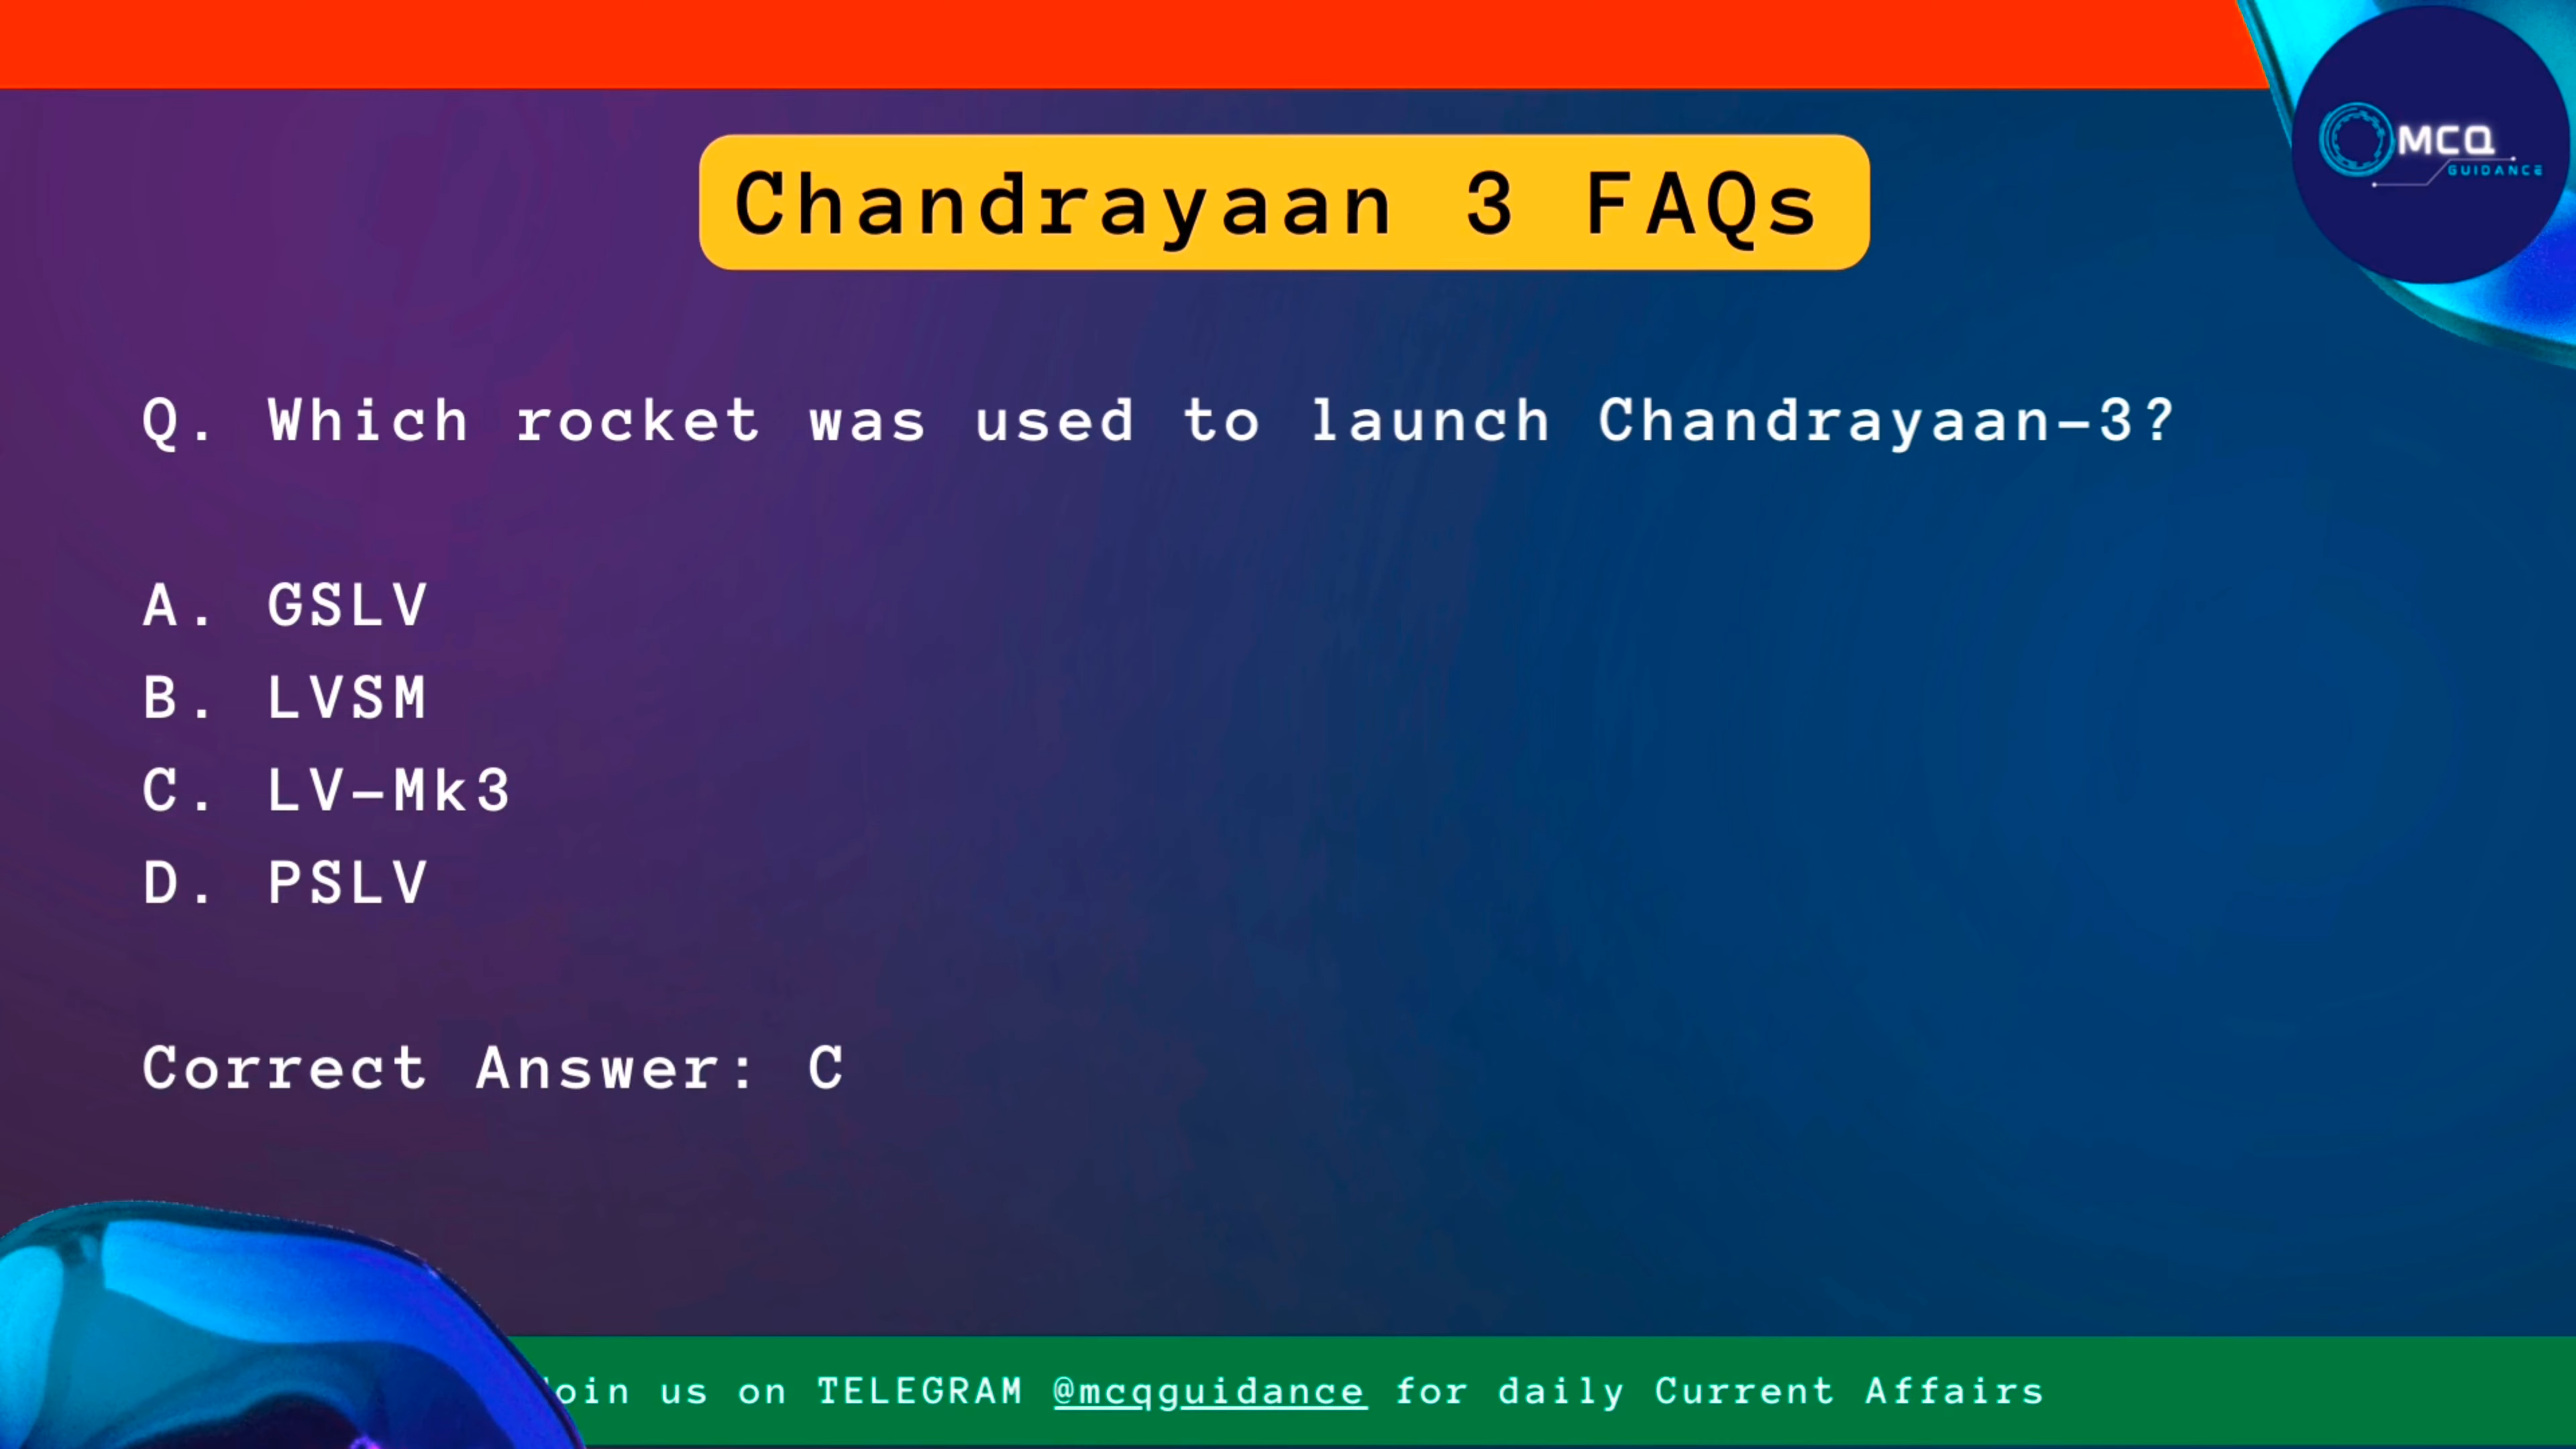 MCQ
GUIDANCE
Chandrayaan 3 FAQs
Q. Which rocket was used to launch Chandrayaan-3?
A. GSLV
B. LVSM
C. LV-Mk3
D. PSLV
Correct Answer: C
oin us on TELEGRAM @mcqguidance for daily Current Affairs